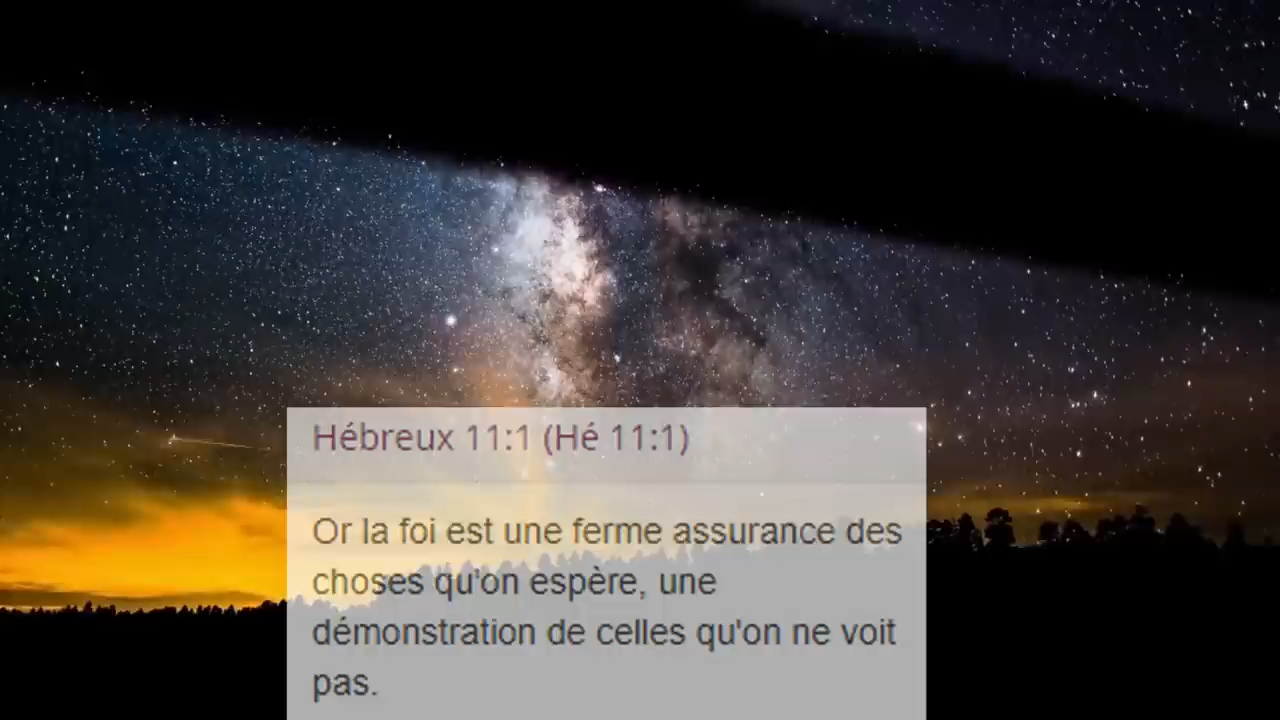 Hébreux 11:1 (Hé 11:1)
Or la foi est une ferme assurance des
choses qu'on espère, une
démonstration de celles qu'on ne voit
pas.